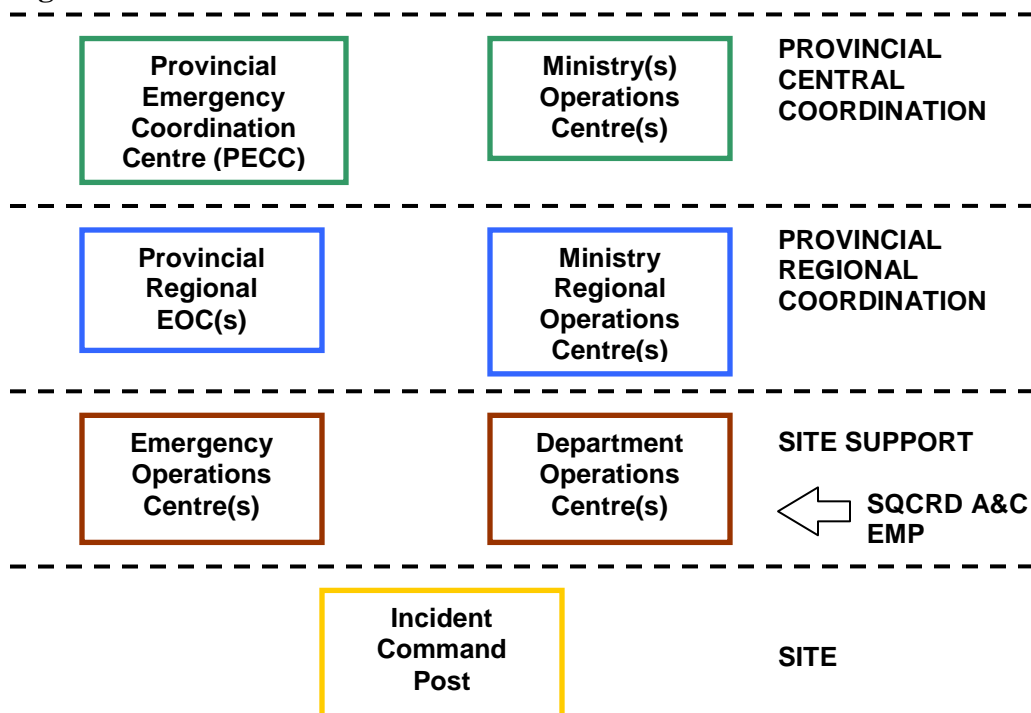 Provincial
Emergency
Coordination
Centre (PECC)
Ministry(s)
Operations
Centre(s)
PROVINCIAL
CENTRAL
COORDINATION
Provincial
Regional
EOC(s)
Ministry
Regional
Operations
Centre(s)
PROVINCIAL
REGIONAL
COORDINATION
Emergency
Operations
Centre(s)
Department
Operations
Centre(s)
SITE SUPPORT
SQCRD A&C
EMP
Incident
Command
Post
SITE